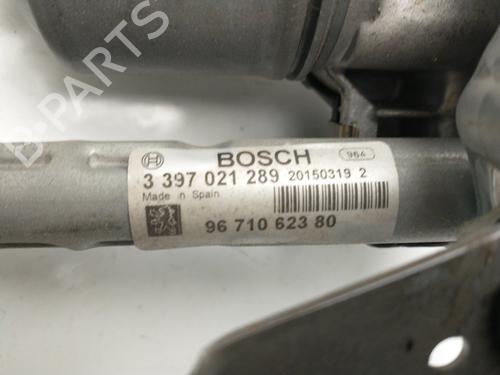 B-PARTS
BOSCH 964
3 397 021 289 20150319 2
Made in Spain
96 710 623 80